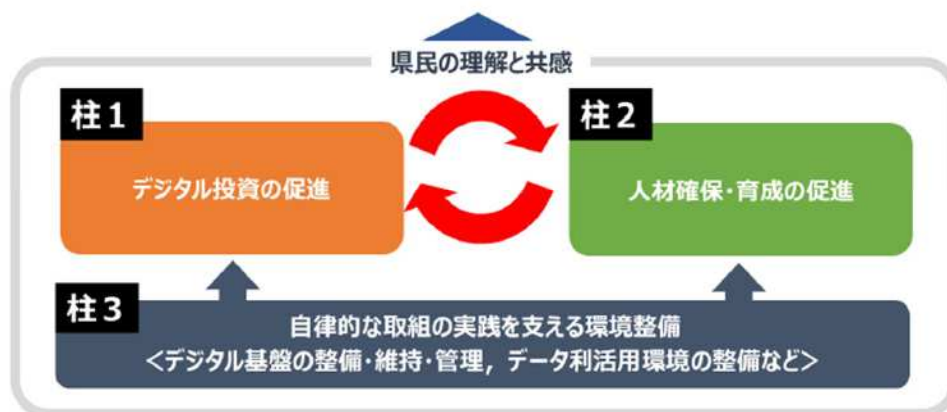 県民の理解と共感
柱1
デジタル投資の促進
柱2
人材確保・育成の促進
柱3
自律的な取組の実践を支える環境整備
<デジタル基盤の整備・維持・管理，データ利活用環境の整備など>